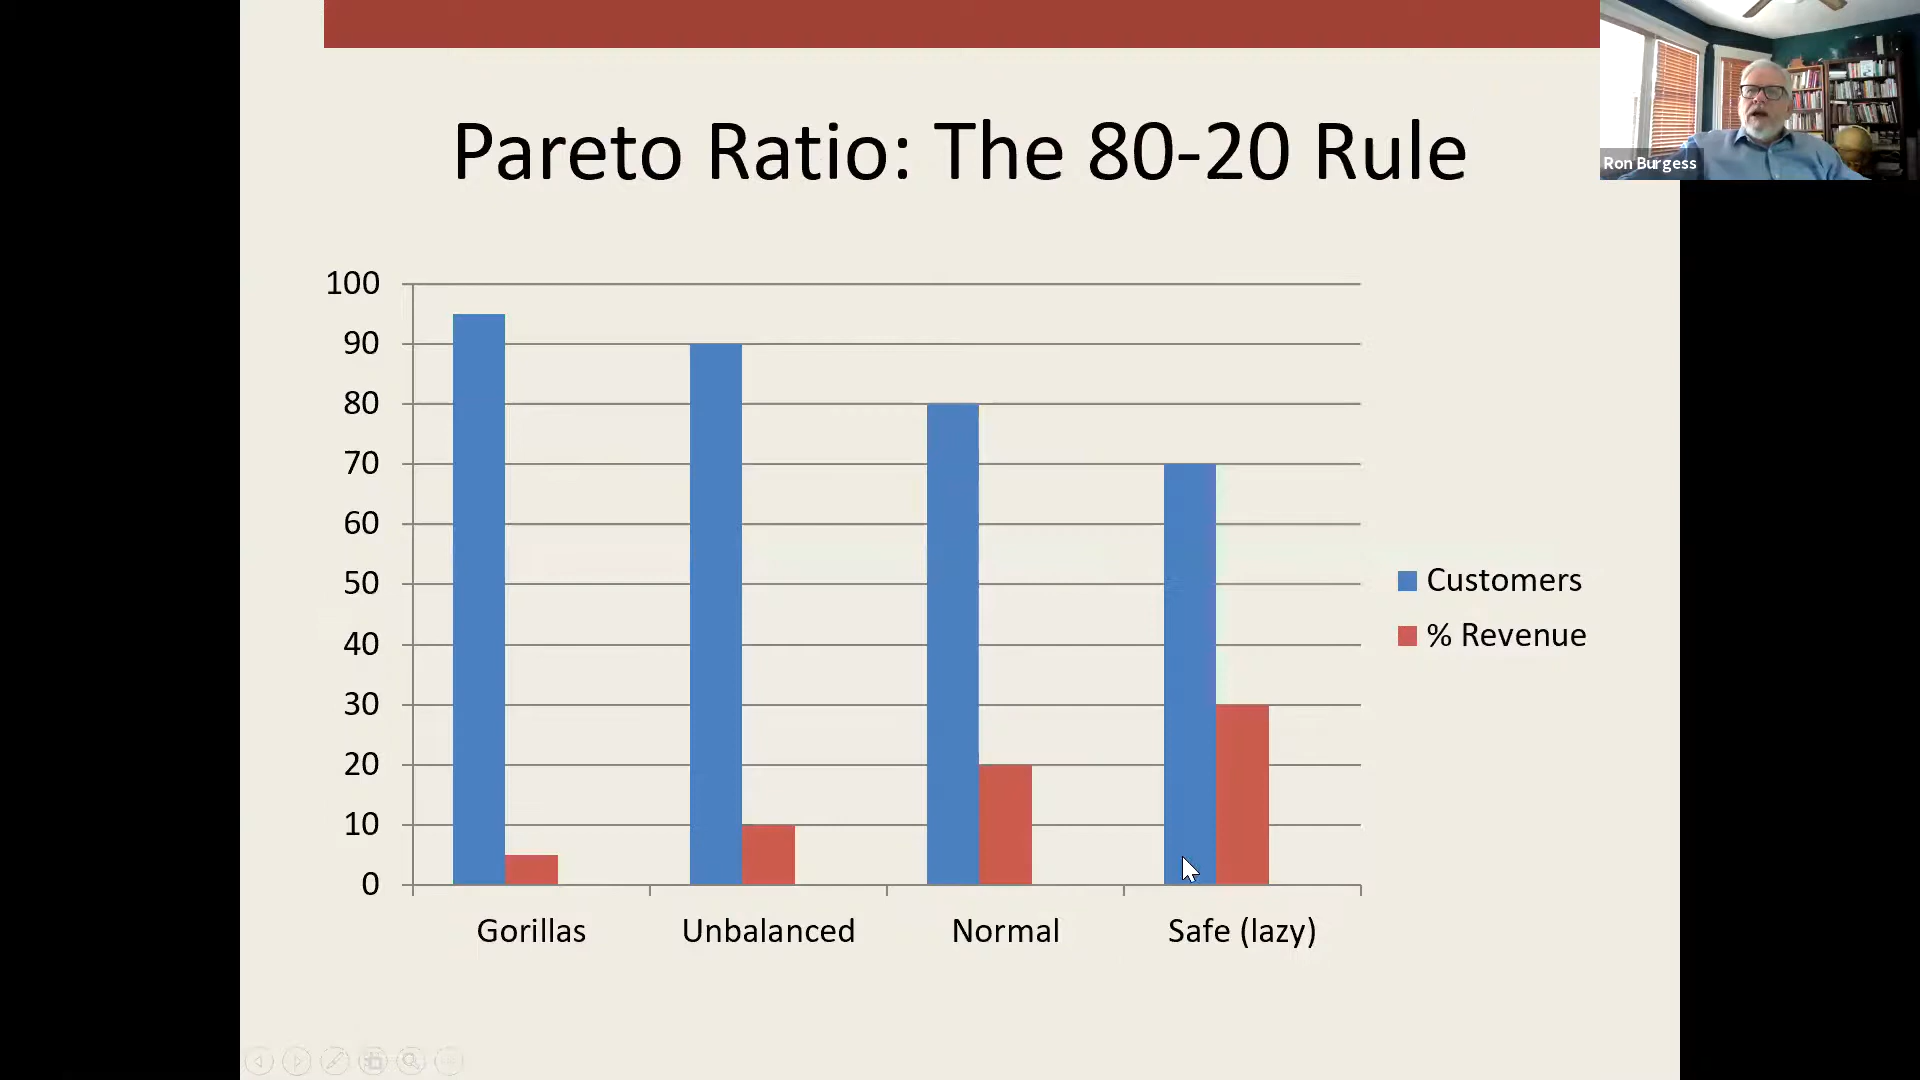 Pareto Ratio: The 80-20 Rule
Ron Burgess
100
90
80
70
60
50
40
30
20
10
0
Customers
% Revenue
Gorillas Unbalanced Normal Safe (lazy)